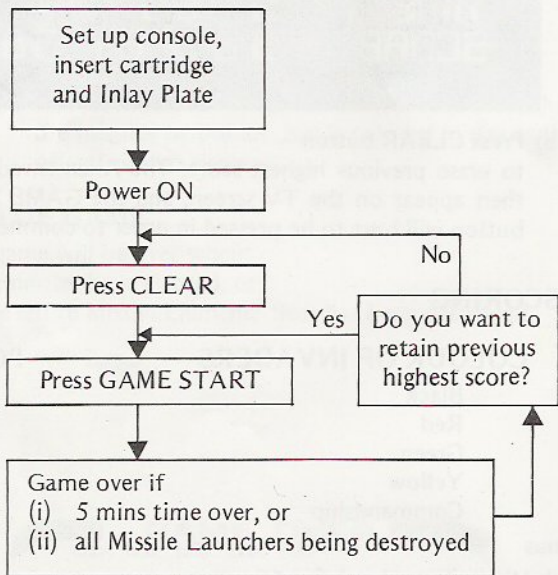 Set up console,
insert cartridge
and Inlay Plate
Power ON
Press CLEAR
No
Yes
Do you want to
retain previous
highest score?
Press GAME START
Game over if
(i) 5 mins time over, or
(ii) all Missile Launchers being destroyed